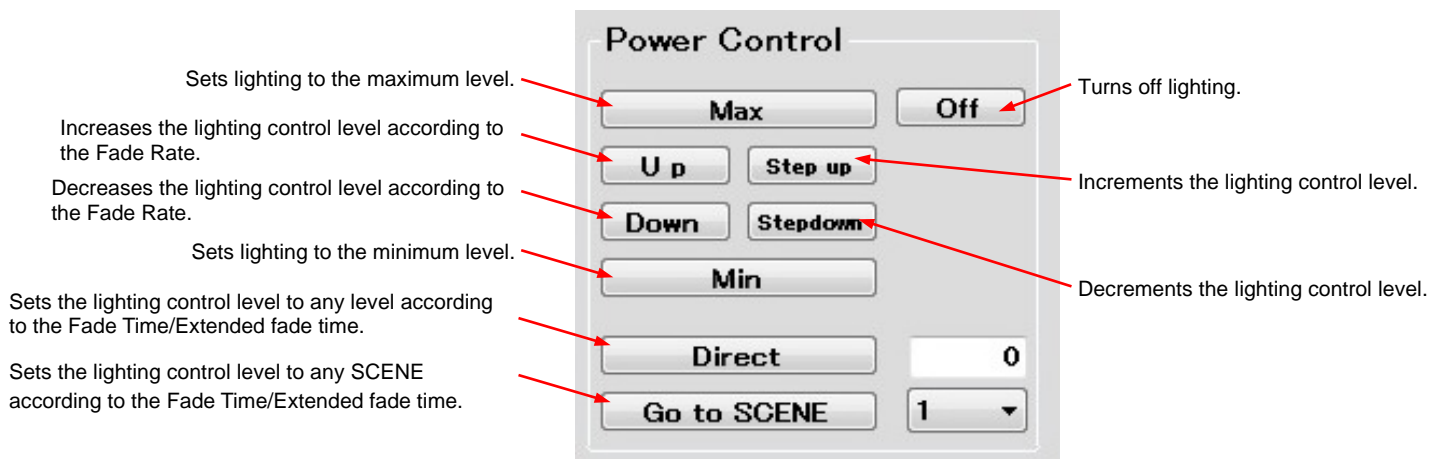 Power Control
Sets lighting to the maximum level.
Max
Off
Turns off lighting.
Increases the lighting control level according to
the Fade Rate.
U p
Step up
Increments the lighting control level.
Decreases the lighting control level according to
the Fade Rate.
Down
Stepdown
Decrements the lighting control level.
Sets lighting to the minimum level.
Min
Sets the lighting control level to any level according
to the Fade Time/Extended fade time.
Direct
0
Sets the lighting control level to any SCENE
according to the Fade Time/Extended fade time.
Go to SCENE
1